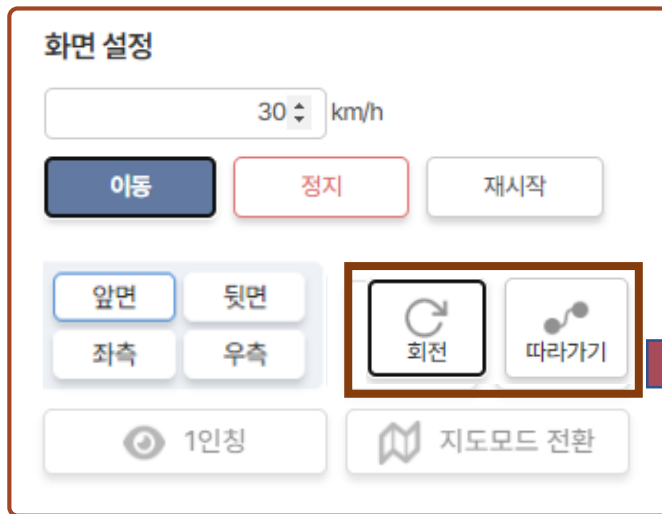 화면 설정
30 km/h
이동 정지 재시작
앞면 뒷면
좌측 우측
회전 따라가기
1인칭 지도모드 전환